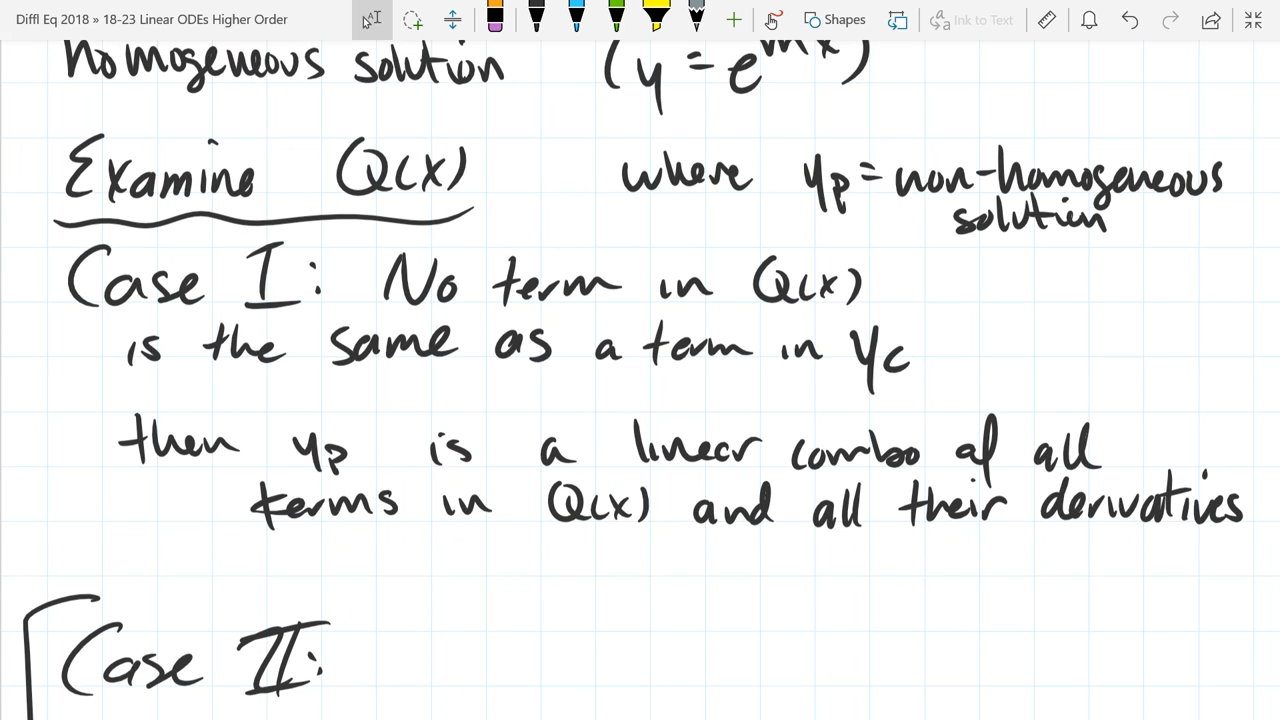 Diffl Eq 2018 » 18-23 Linear ODEs Higher Order
Shapes
Ink to Text
homogeneous solution (y = e^{mx})
Examine Q(x) where yp = non-homogeneous
solution
Case I: No term in Q(x)
is the same as a term in yc
then yp is a linear combo of all
terms in Q(x) and all their derivatives
Case II: